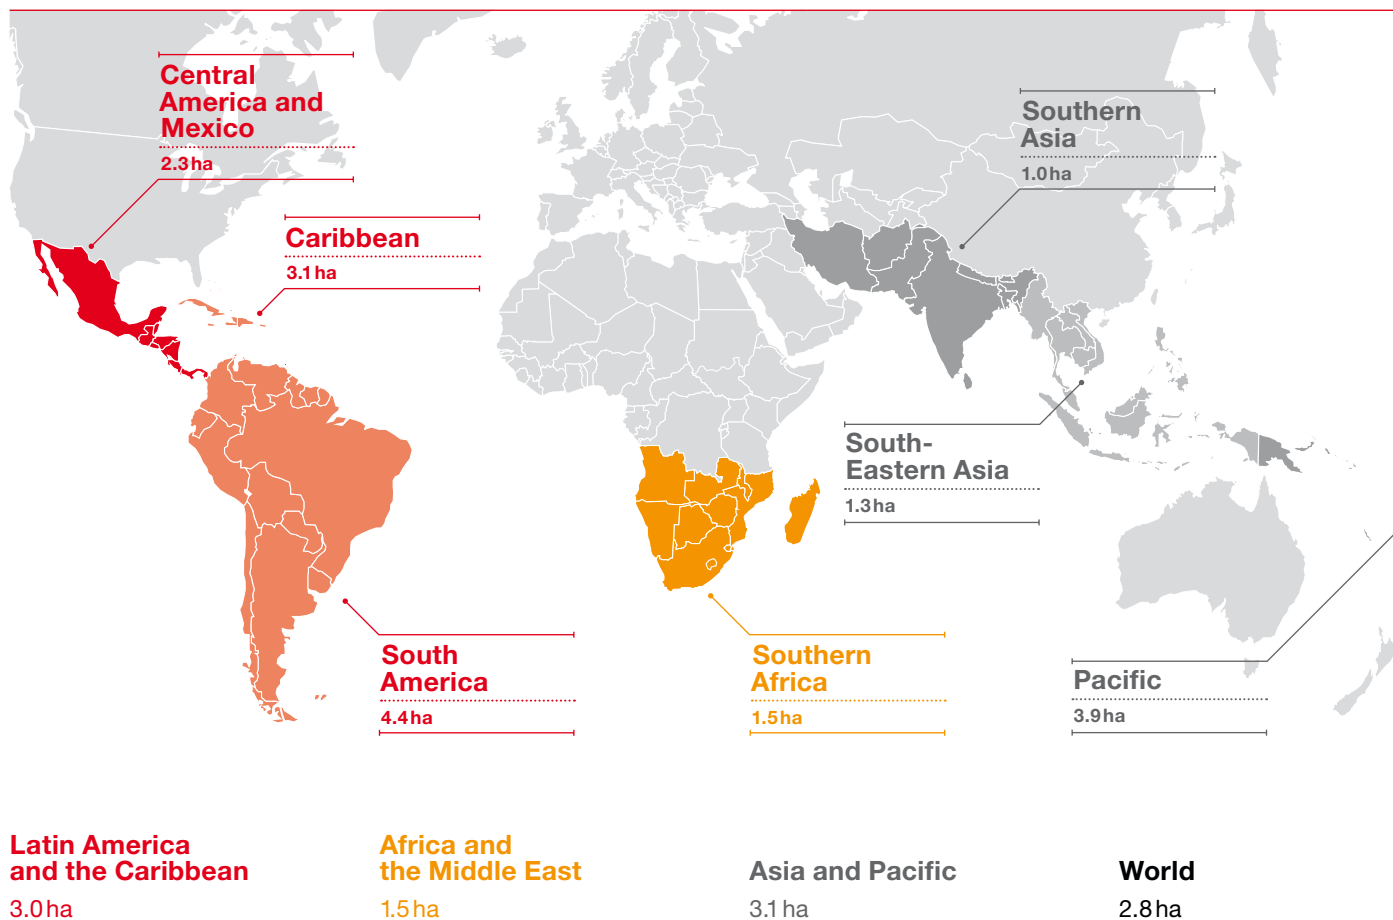 Central
America and
Mexico
2.3 ha
Caribbean
3.1 ha
Southern
Asia
1.0 ha
South-
Eastern Asia
1.3 ha
South
America
4.4 ha
Southern
Africa
1.5 ha
Pacific
3.9 ha
Latin America
and the Caribbean
3.0 ha
Africa and
the Middle East
1.5 ha
Asia and Pacific
3.1 ha
World
2.8 ha